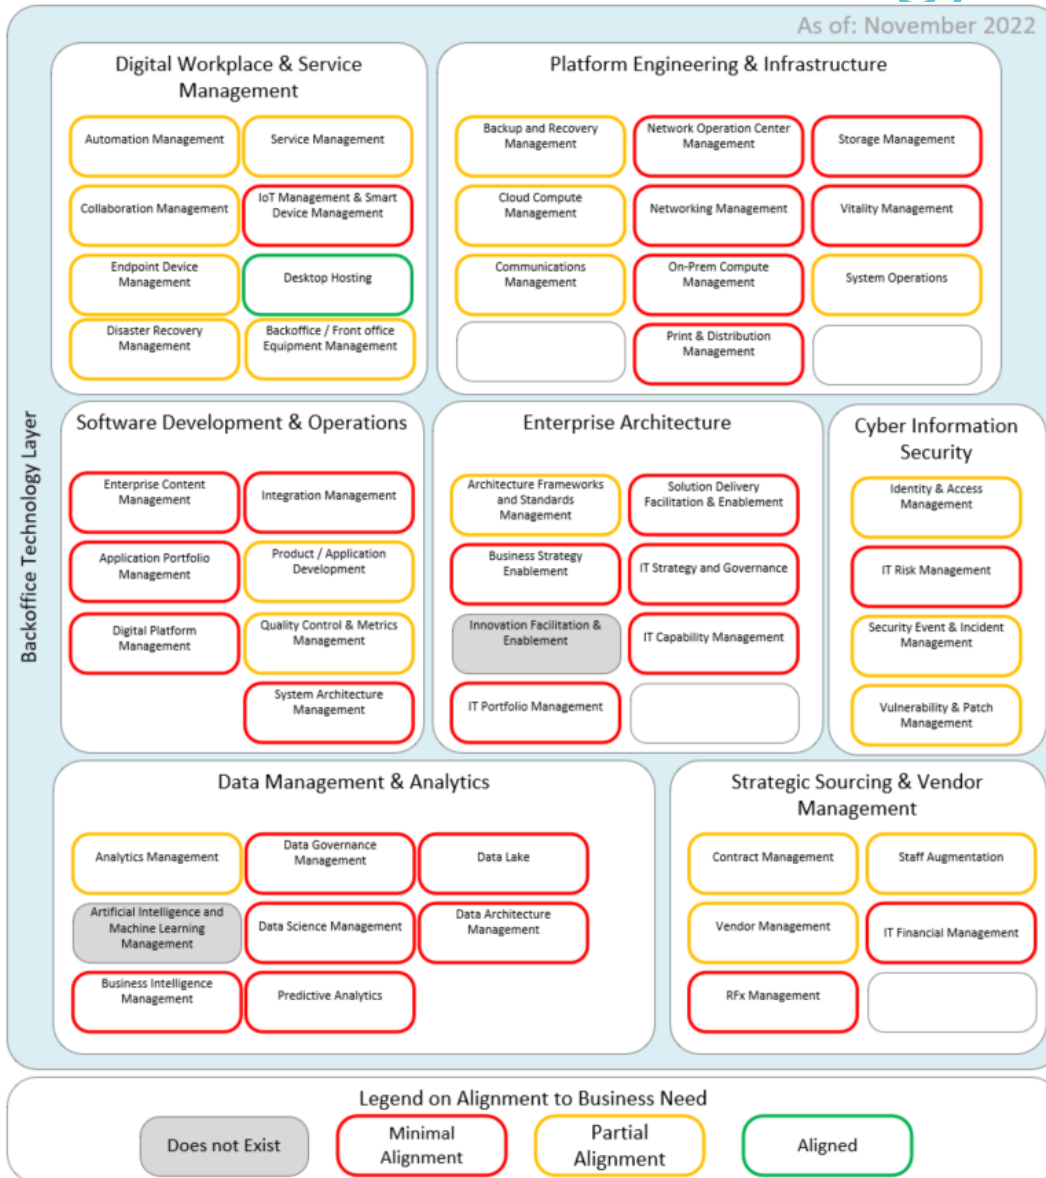 As of: November 2022
Backoffice Technology Layer
Digital Workplace & Service
Management
Automation Management
Service Management
Collaboration Management
IoT Management & Smart
Device Management
Endpoint Device
Management
Desktop Hosting
Disaster Recovery
Management
Backoffice / Front office
Equipment Management
Platform Engineering & Infrastructure
Backup and Recovery
Management
Network Operation Center
Management
Storage Management
Cloud Compute
Management
Networking Management
Vitality Management
Communications
Management
On-Prem Compute
Management
System Operations
Print & Distribution
Management
Software Development & Operations
Enterprise Content
Management
Integration Management
Application Portfolio
Management
Product / Application
Development
Digital Platform
Management
Quality Control & Metrics
Management
System Architecture
Management
Enterprise Architecture
Architecture Frameworks
and Standards
Management
Solution Delivery
Facilitation & Enablement
Business Strategy
Enablement
IT Strategy and Governance
Innovation Facilitation &
Enablement
IT Capability Management
IT Portfolio Management
Cyber Information
Security
Identity & Access
Management
IT Risk Management
Security Event & Incident
Management
Vulnerability & Patch
Management
Data Management & Analytics
Analytics Management
Data Governance
Management
Data Lake
Artificial Intelligence and
Machine Learning
Management
Data Science Management
Data Architecture
Management
Business Intelligence
Management
Predictive Analytics
Strategic Sourcing & Vendor
Management
Contract Management
Staff Augmentation
Vendor Management
IT Financial Management
RFx Management
Legend on Alignment to Business Need
Does not Exist
Minimal
Alignment
Partial
Alignment
Aligned